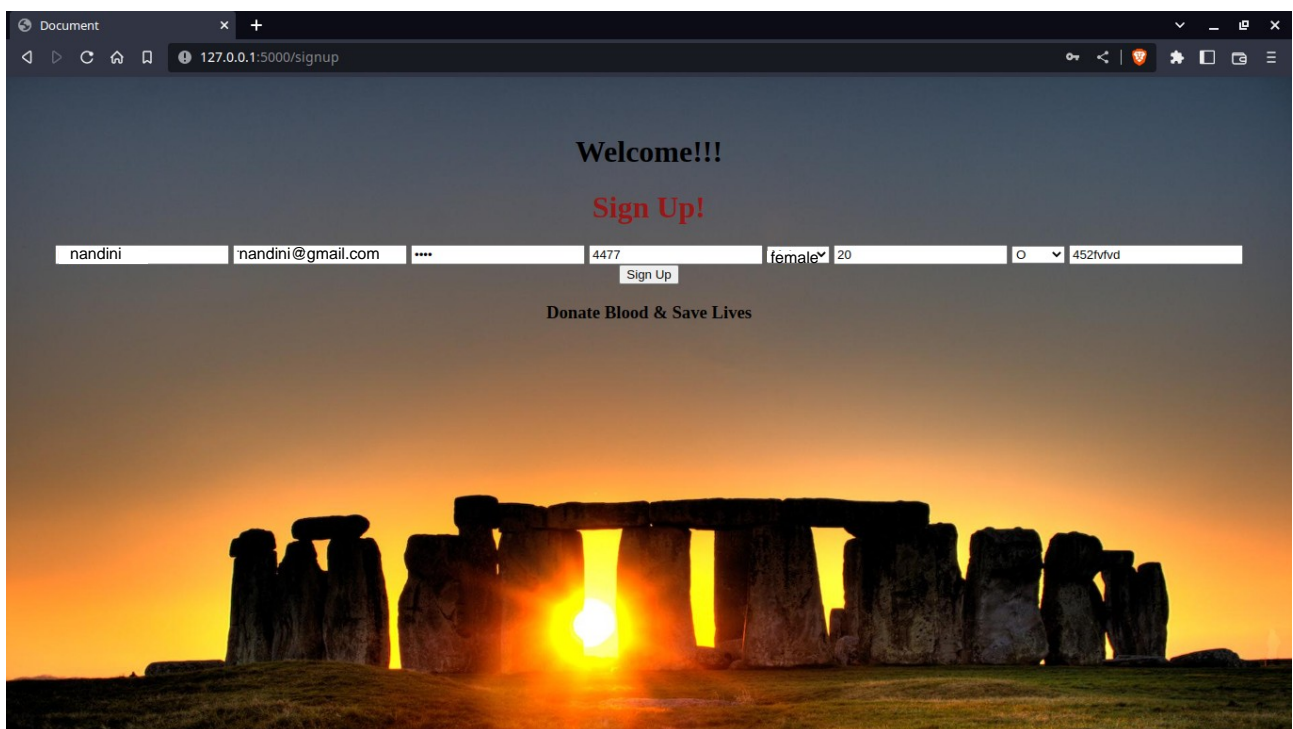 Document
127.0.0.1:5000/signup
Welcome!!!
Sign Up!
nandini nandini@gmail.com •••• 4477 female 20 O 452fvfvd
Sign Up
Donate Blood & Save Lives